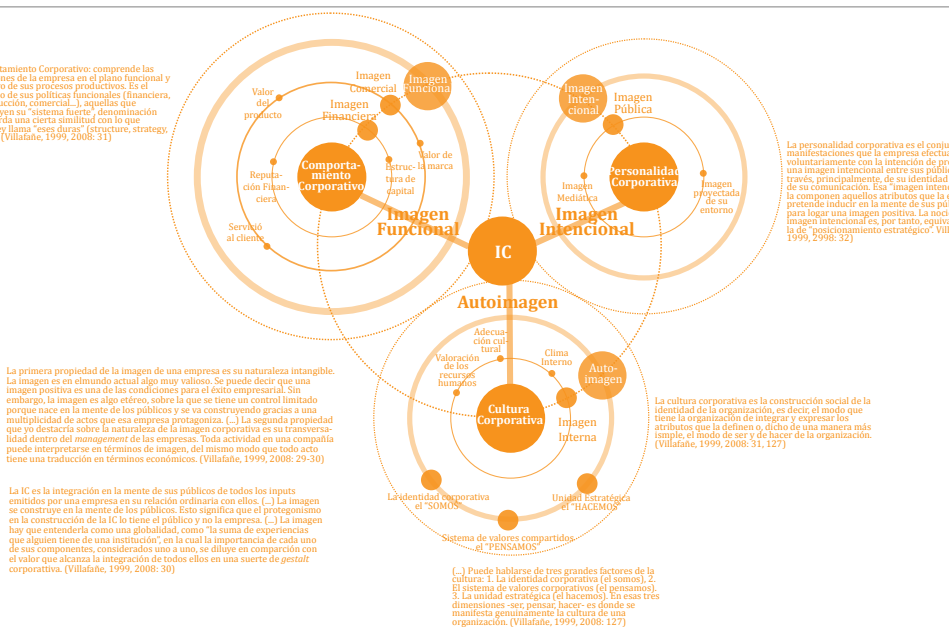 tamiento Corporativo: comprende las
nes de la empresa en el plano funcional y
o de sus procesos productivos. Es el
o de sus políticas funcionales (financiera,
ucción, comercial...), aquellas que
yen su "sistema fuerte", denominación
rda una cierta similitud con lo que
ey llama "eses duras" (structure, strategy,
(Villafañe, 1999, 2008: 31)
Valor
del
producto
Imagen
Comercial
Imagen
Funcional
Imagen
Financiera
Comporta-
miento
Corporativo
Reputa-
ción Finan-
ciera
Estruc-
tura de
capital
Valor de
la marca
Servicio
al cliente
Imagen
Funcional
Imagen
Inten-
cional
Imagen
Pública
Personalidad
Corporativa
Imagen
Mediática
Imagen
proyectada
de su
entorno
Imagen
Intencional
La personalidad corporativa es el conju
manifestaciones que la empresa efectua
voluntariamente con la intención de pr
una imagen intencional entre sus públic
través, principalmente, de su identidad
de su comunicación. Esa "imagen intenc
la componen aquellos atributos que la e
pretende inducir en la mente de sus púb
para logar una imagen positiva. La noci
imagen intencional es, por tanto, equiva
la de "posicionamiento estratégico". Vill
1999, 2998: 32)
IC
Autoimagen
Adecua-
ción cul-
tural
Valoración
de los
recursos
humanos
Clima
Interno
Auto-
imagen
Cultura
Corporativa
Imagen
Interna
La identidad corporativa
el "SOMOS"
Unidad Estratégica
el "HACEMOS"
Sistema de valores compartidos
el "PENSAMOS"
La primera propiedad de la imagen de una empresa es su naturaleza intangible.
La imagen es en elmundo actual algo muy valioso. Se puede decir que una
imagen positiva es una de las condiciones para el éxito empresarial. Sin
embargo, la imagen es algo etéreo, sobre la que se tiene un control limitado
porque nace en la mente de los públicos y se va construyendo gracias a una
multiplicidad de actos que esa empresa protagoniza. (...) La segunda propiedad
que yo destacría sobre la naturaleza de la imagen corporativa es su transversa-
lidad dentro del management de las empresas. Toda actividad en una compañía
puede interpretarse en términos de imagen, del mismo modo que todo acto
tiene una traducción en términos económicos. (Villafañe, 1999, 2008: 29-30)
La IC es la integración en la mente de sus públicos de todos los inputs
emitidos por una empresa en su relación ordinaria con ellos. (...) La imagen
se construye en la mente de los públicos. Esto significa que el protegonismo
en la construcción de la IC lo tiene el público y no la empresa. (...) La imagen
hay que entenderla como una globalidad, como "la suma de experiencias
que alguien tiene de una institución", en la cual la importancia de cada uno
de sus componentes, considerados uno a uno, se diluye en comparción con
el valor que alcanza la integración de todos ellos en una suerte de gestalt
corporattiva. (Villafañe, 1999, 2008: 30)
La cultura corporativa es la construcción social de la
identidad de la organización, es decir, el modo que
tiene la organización de integrar y expresar los
atributos que la definen o, dicho de una manera más
ismple, el modo de ser y de hacer de la organización.
(Villafañe, 1999, 2008: 31, 127)
(...) Puede hablarse de tres grandes factores de la
cultura: 1. La identidad corporativa (el somos), 2.
El sistema de valores corporativos (el pensamos).
3. La unidad estratégica (el hacemos). En esas tres
dimensiones -ser, pensar, hacer- es donde se
manifesta genuinamente la cultura de una
organización. (Villafañe, 1999, 2008: 127)